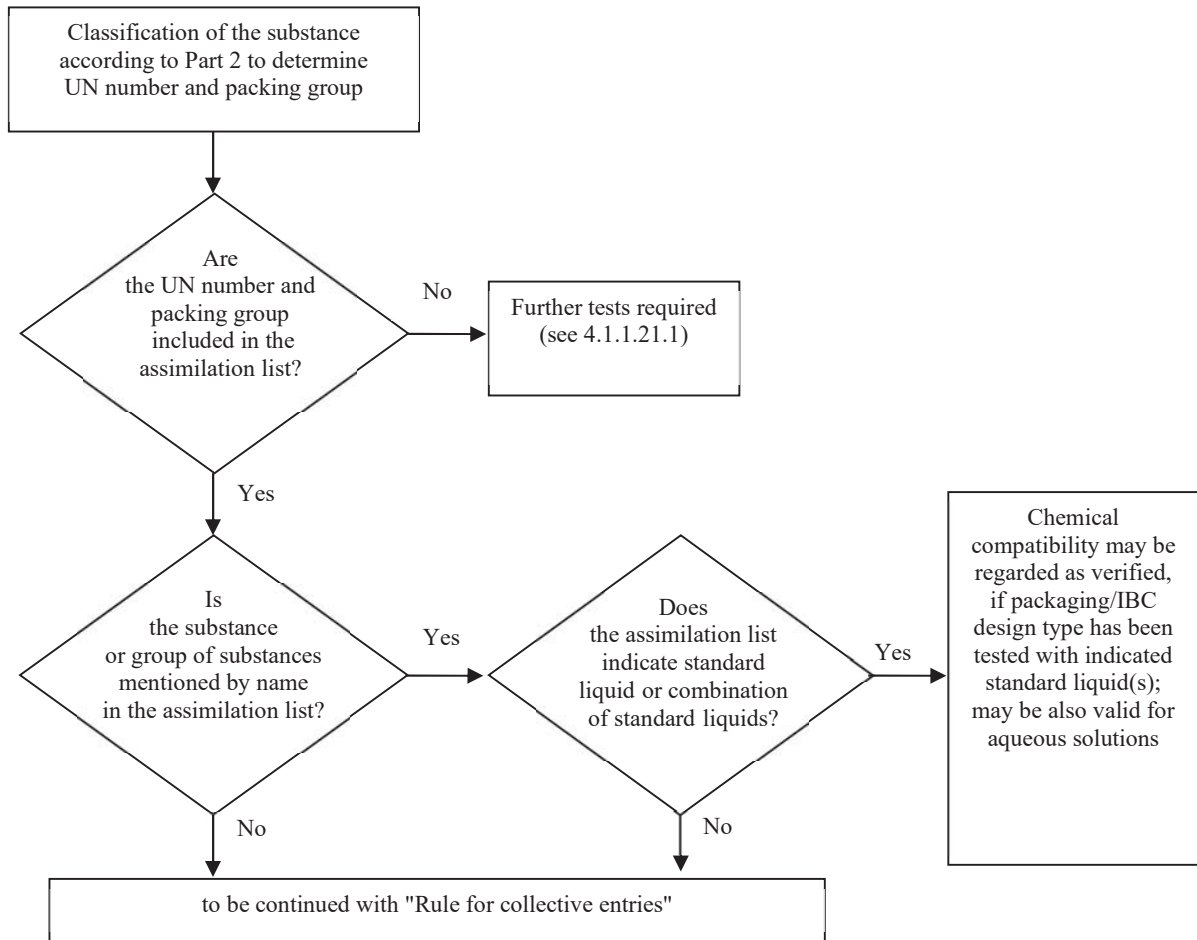 Classification of the substance
according to Part 2 to determine
UN number and packing group
Are
the UN number and
packing group
included in the
assimilation list?
No
Further tests required
(see 4.1.1.21.1)
Yes
Is
the substance
or group of substances
mentioned by name
in the assimilation list?
Yes
Does
the assimilation list
indicate standard
liquid or combination
of standard liquids?
Yes
Chemical
compatibility may be
regarded as verified,
if packaging/IBC
design type has been
tested with indicated
standard liquid(s);
may be also valid for
aqueous solutions
No
No
to be continued with "Rule for collective entries"